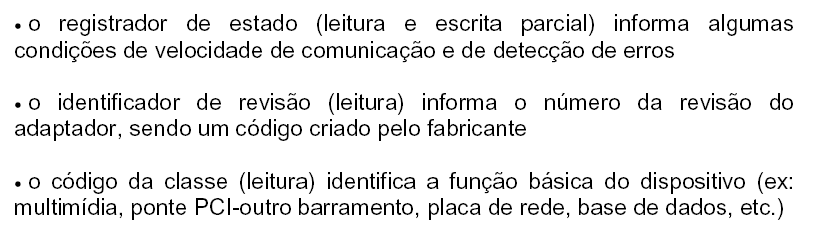 • o registrador de estado (leitura e escrita parcial) informa algumas
condições de velocidade de comunicação e de detecção de erros
• o identificador de revisão (leitura) informa o número da revisão do
adaptador, sendo um código criado pelo fabricante
• o código da classe (leitura) identifica a função básica do dispositivo (ex:
multimídia, ponte PCI-outro barramento, placa de rede, base de dados, etc.)